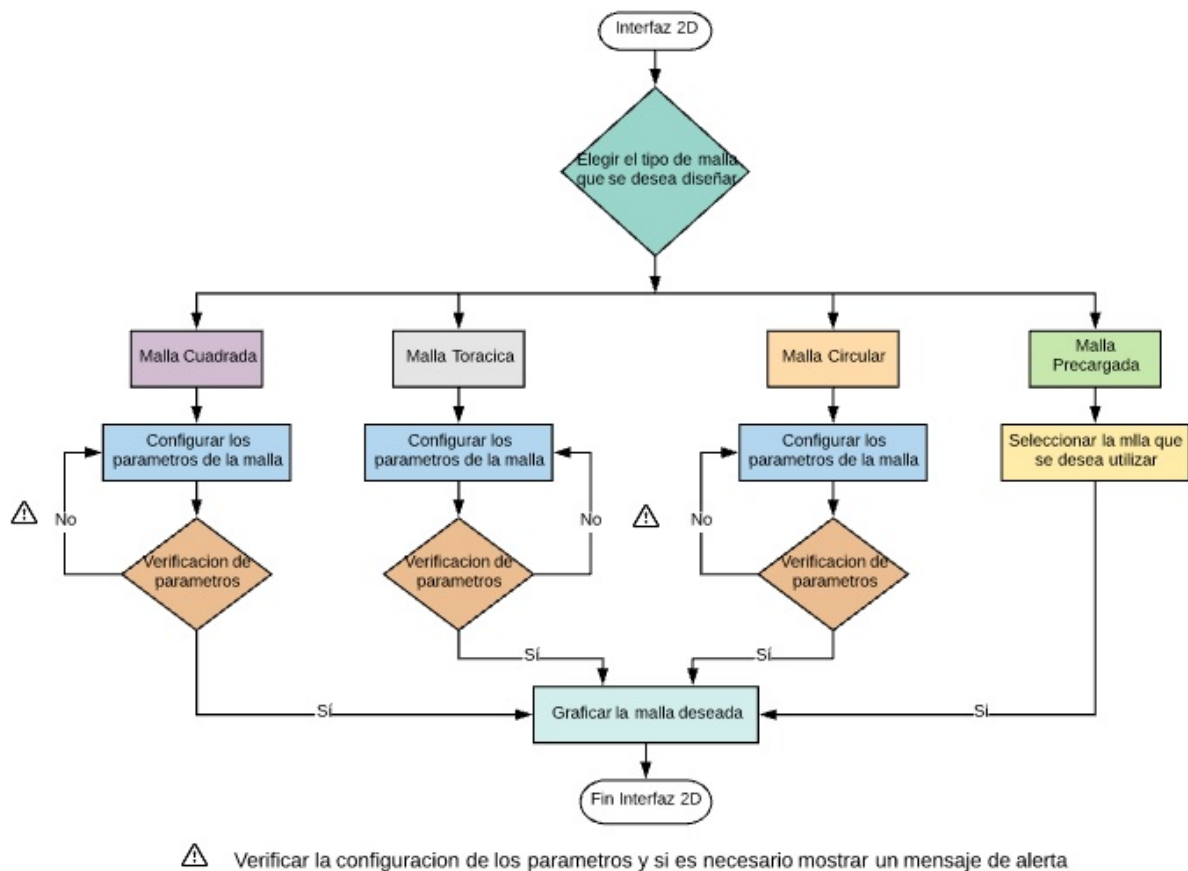 Interfaz 2D
Elegir el tipo de malla
que se desea diseñar
Malla Cuadrada
Malla Toracica
Malla Circular
Malla
Precargada
Configurar los
parametros de la malla
Configurar los
parametros de la malla
Configurar los
parametros de la malla
Seleccionar la mlla que
se desea utilizar
No
No
No
Verificacion de
parametros
Verificacion de
parametros
Verificacion de
parametros
Sí
Sí
Sí
Sí
Graficar la malla deseada
Fin Interfaz 2D
Verificar la configuracion de los parametros y si es necesario mostrar un mensaje de alerta